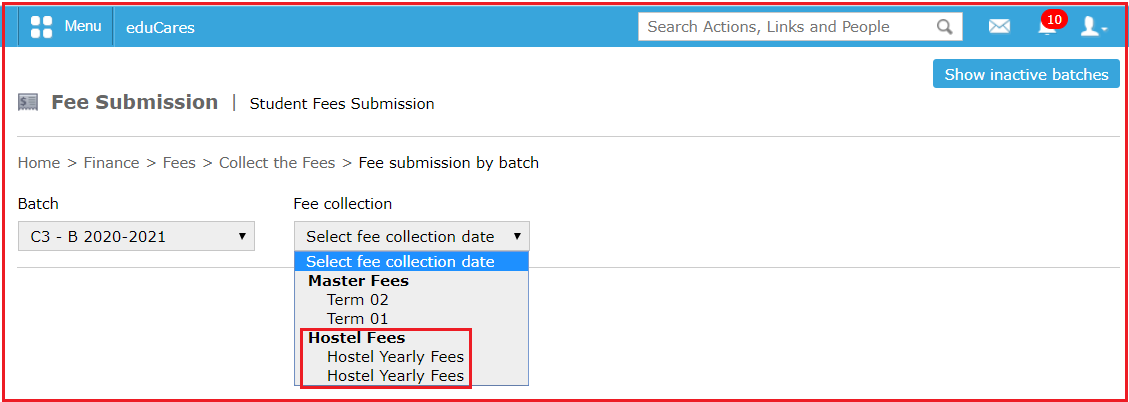 Menu eduCares Search Actions, Links and People 10
Show inactive batches
Fee Submission | Student Fees Submission
Home > Finance > Fees > Collect the Fees > Fee submission by batch
Batch Fee collection
C3 - B 2020-2021 Select fee collection date
Select fee collection date
Master Fees
Term 02
Term 01
Hostel Fees
Hostel Yearly Fees
Hostel Yearly Fees